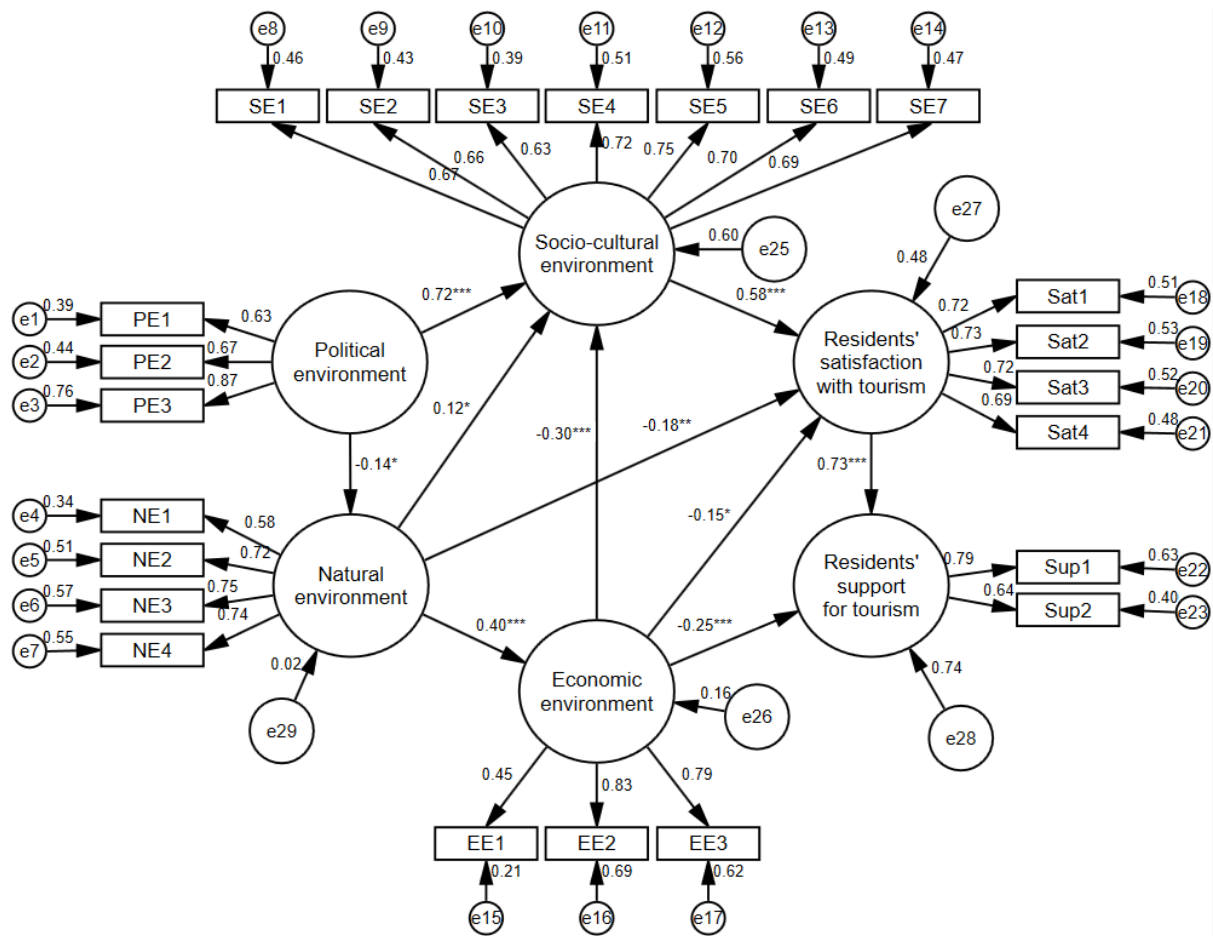 e8 e9 e10 e11 e12 e13 e14
0.46 0.43 0.39 0.51 0.56 0.49 0.47
SE1 SE2 SE3 SE4 SE5 SE6 SE7
0.67 0.66 0.63 0.72 0.75 0.70 0.69
Socio-cultural
environment
0.60 e25
e27
0.48
0.72***
0.58***
e1 0.39 PE1 0.63
e2 0.44 PE2 0.67
e3 0.76 PE3 0.87
Political
environment
Residents'
satisfaction
with tourism
0.72 Sat1 0.51 e18
0.73 Sat2 0.53 e19
0.72 Sat3 0.52 e20
0.69 Sat4 0.48 e21
0.12*
-0.30***
-0.18**
-0.14*
0.73***
-0.15*
e4 0.34 NE1 0.58
e5 0.51 NE2 0.72
e6 0.57 NE3 0.75
e7 0.55 NE4 0.74
Natural
environment
0.02
e29
Residents'
support
for tourism
0.79 Sup1 0.63 e22
0.64 Sup2 0.40 e23
0.40***
-0.25***
Economic
environment
0.16 e26
0.74
e28
0.45 0.83 0.79
EE1 EE2 EE3
0.21 0.69 0.62
e15 e16 e17